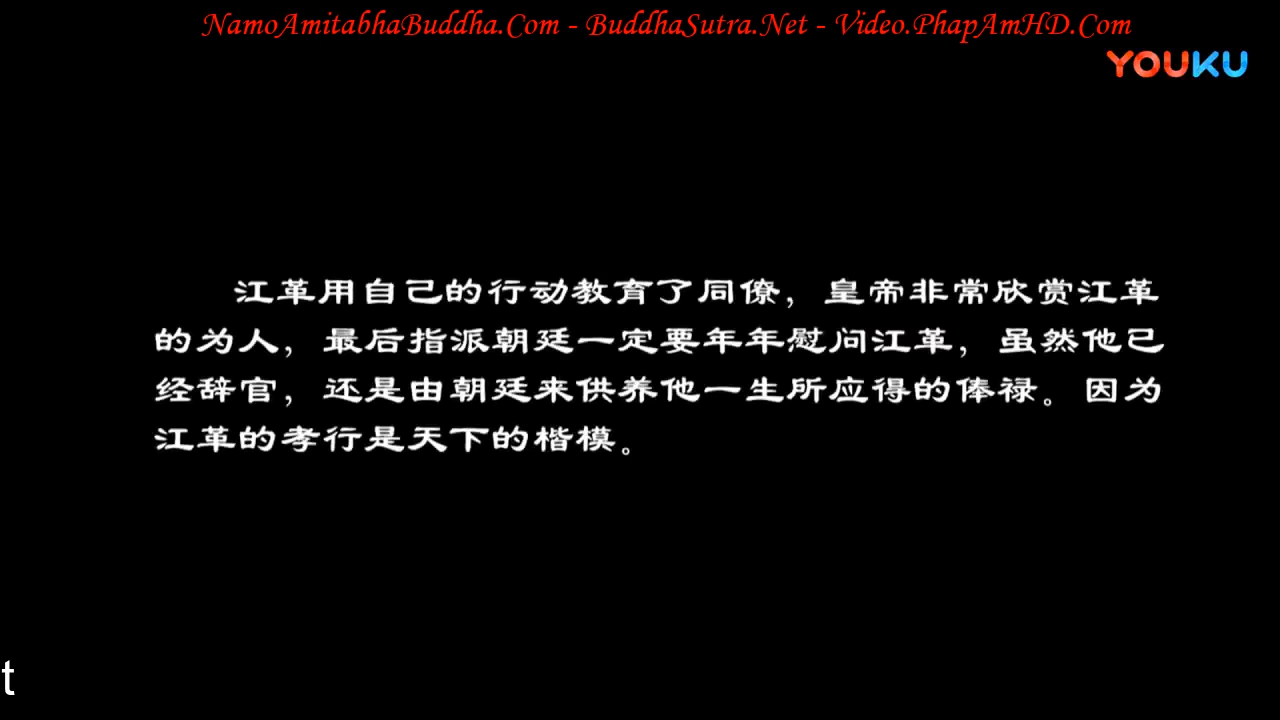 NamoAmitabhaBuddha.Com - BuddhaSutra.Net - Video.PhapAmHD.Com
YOUKU
江革用自己的行动教育了同僚，皇帝非常欣赏江革
的为人，最后指派朝廷一定要年年慰问江革，虽然他已
经辞官，还是由朝廷来供养他一生所应得的俸禄。因为
江革的孝行是天下的楷模。
t